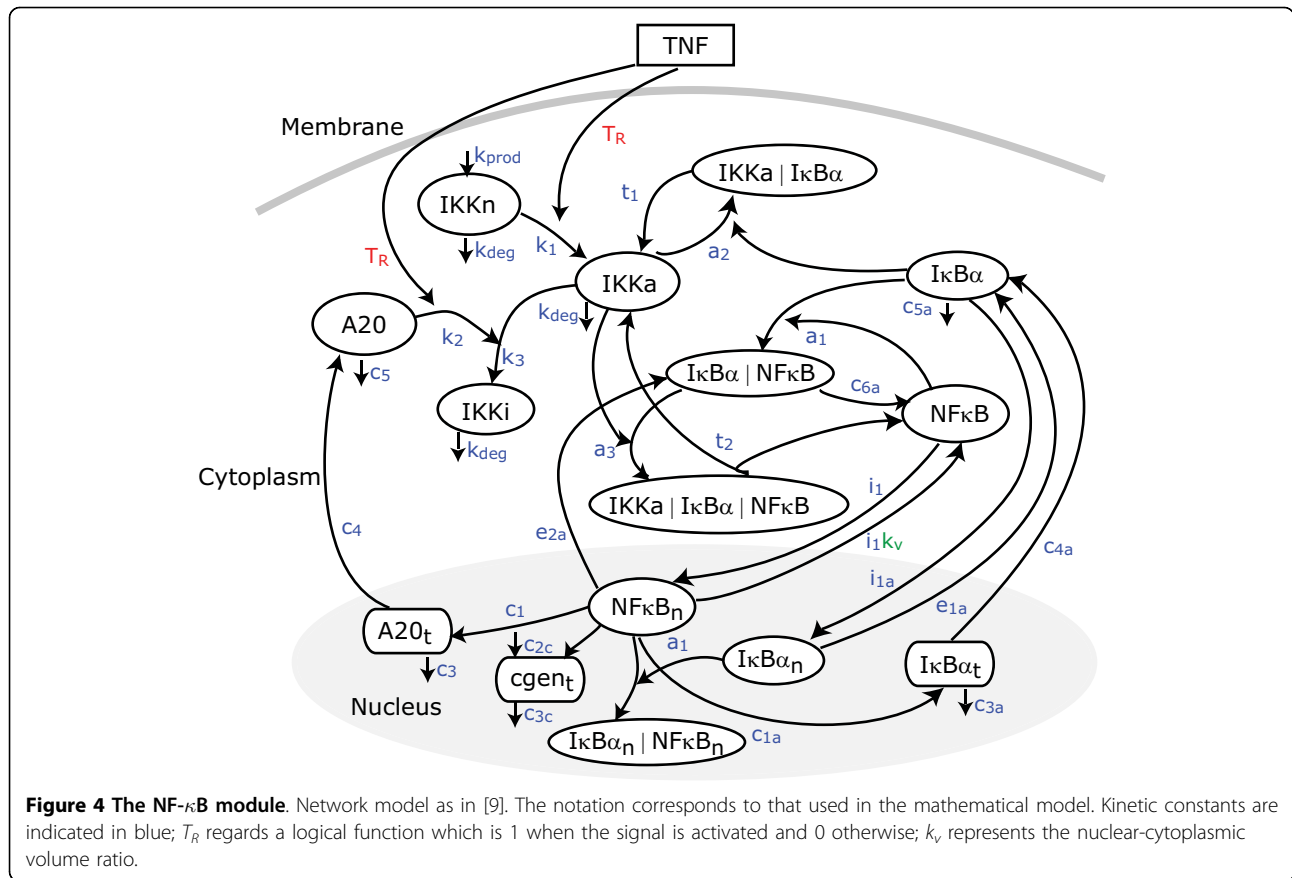 TNF
Membrane
T_R
k_prod
IKKn
k_deg
k_1
T_R
IKKa | IκBα
t_1
a_2
IKKa
k_deg
IκBα
c_5a
A20
k_2
c_5
k_3
IKKi
k_deg
a_1
IκBα | NFκB
c_6a
NFκB
a_3
t_2
IKKa | IκBα | NFκB
Cytoplasm
c_4
e_2a
i_1
i_1k_v
i_1a
c_4a
e_1a
NFκB_n
A20_t
c_1
c_3
c_2c
cgen_t
c_3c
a_1
IκBα_n
IκBα_t
c_3a
Nucleus
IκBα_n | NFκB_n
c_1a
Figure 4 The NF-κB module. Network model as in [9]. The notation corresponds to that used in the mathematical model. Kinetic constants are
indicated in blue; T_R regards a logical function which is 1 when the signal is activated and 0 otherwise; k_v represents the nuclear-cytoplasmic
volume ratio.